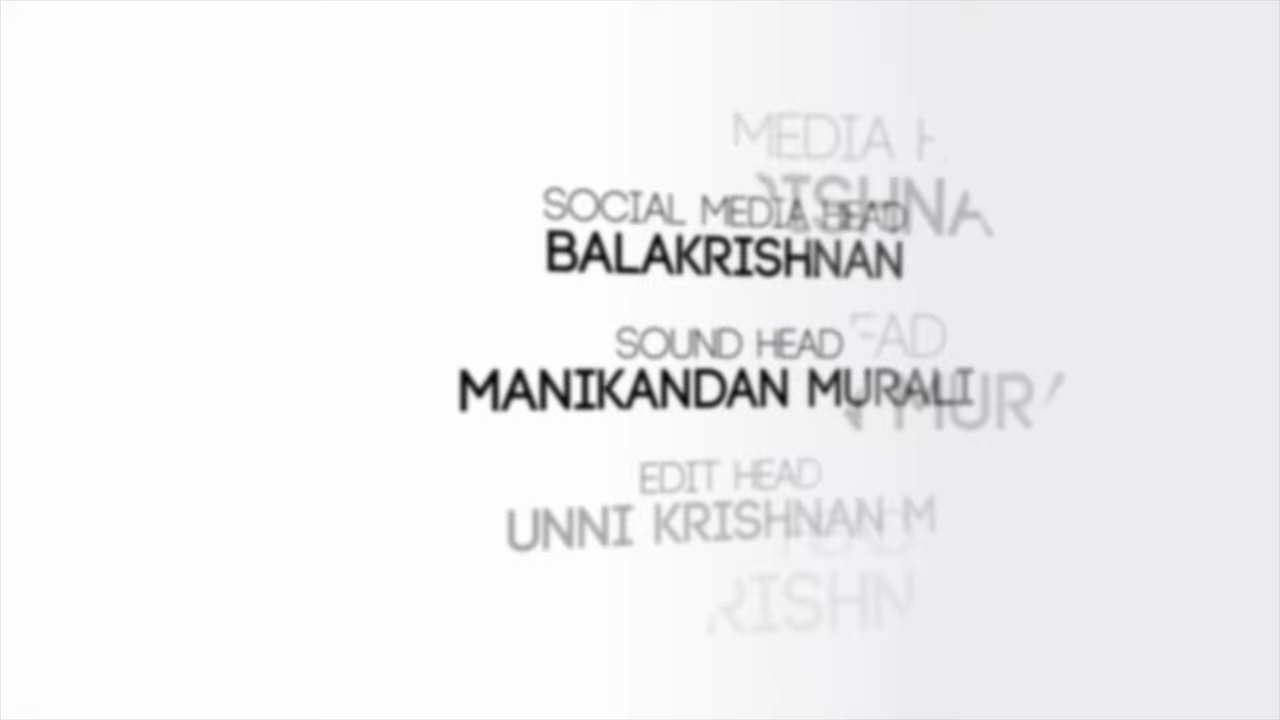 SOCIAL MEDIA HEAD
BALAKRISHNAN
SOUND HEAD
MANIKANDAN MURALI
EDIT HEAD
UNNI KRISHNAN M